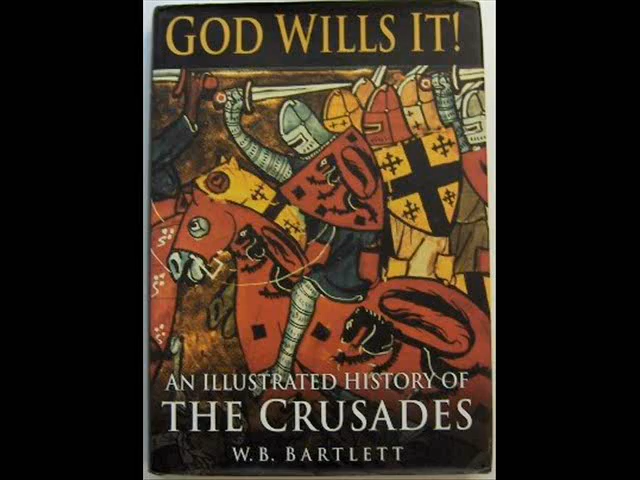 GOD WILLS IT!
AN ILLUSTRATED HISTORY OF
THE CRUSADES
W.B. BARTLETT